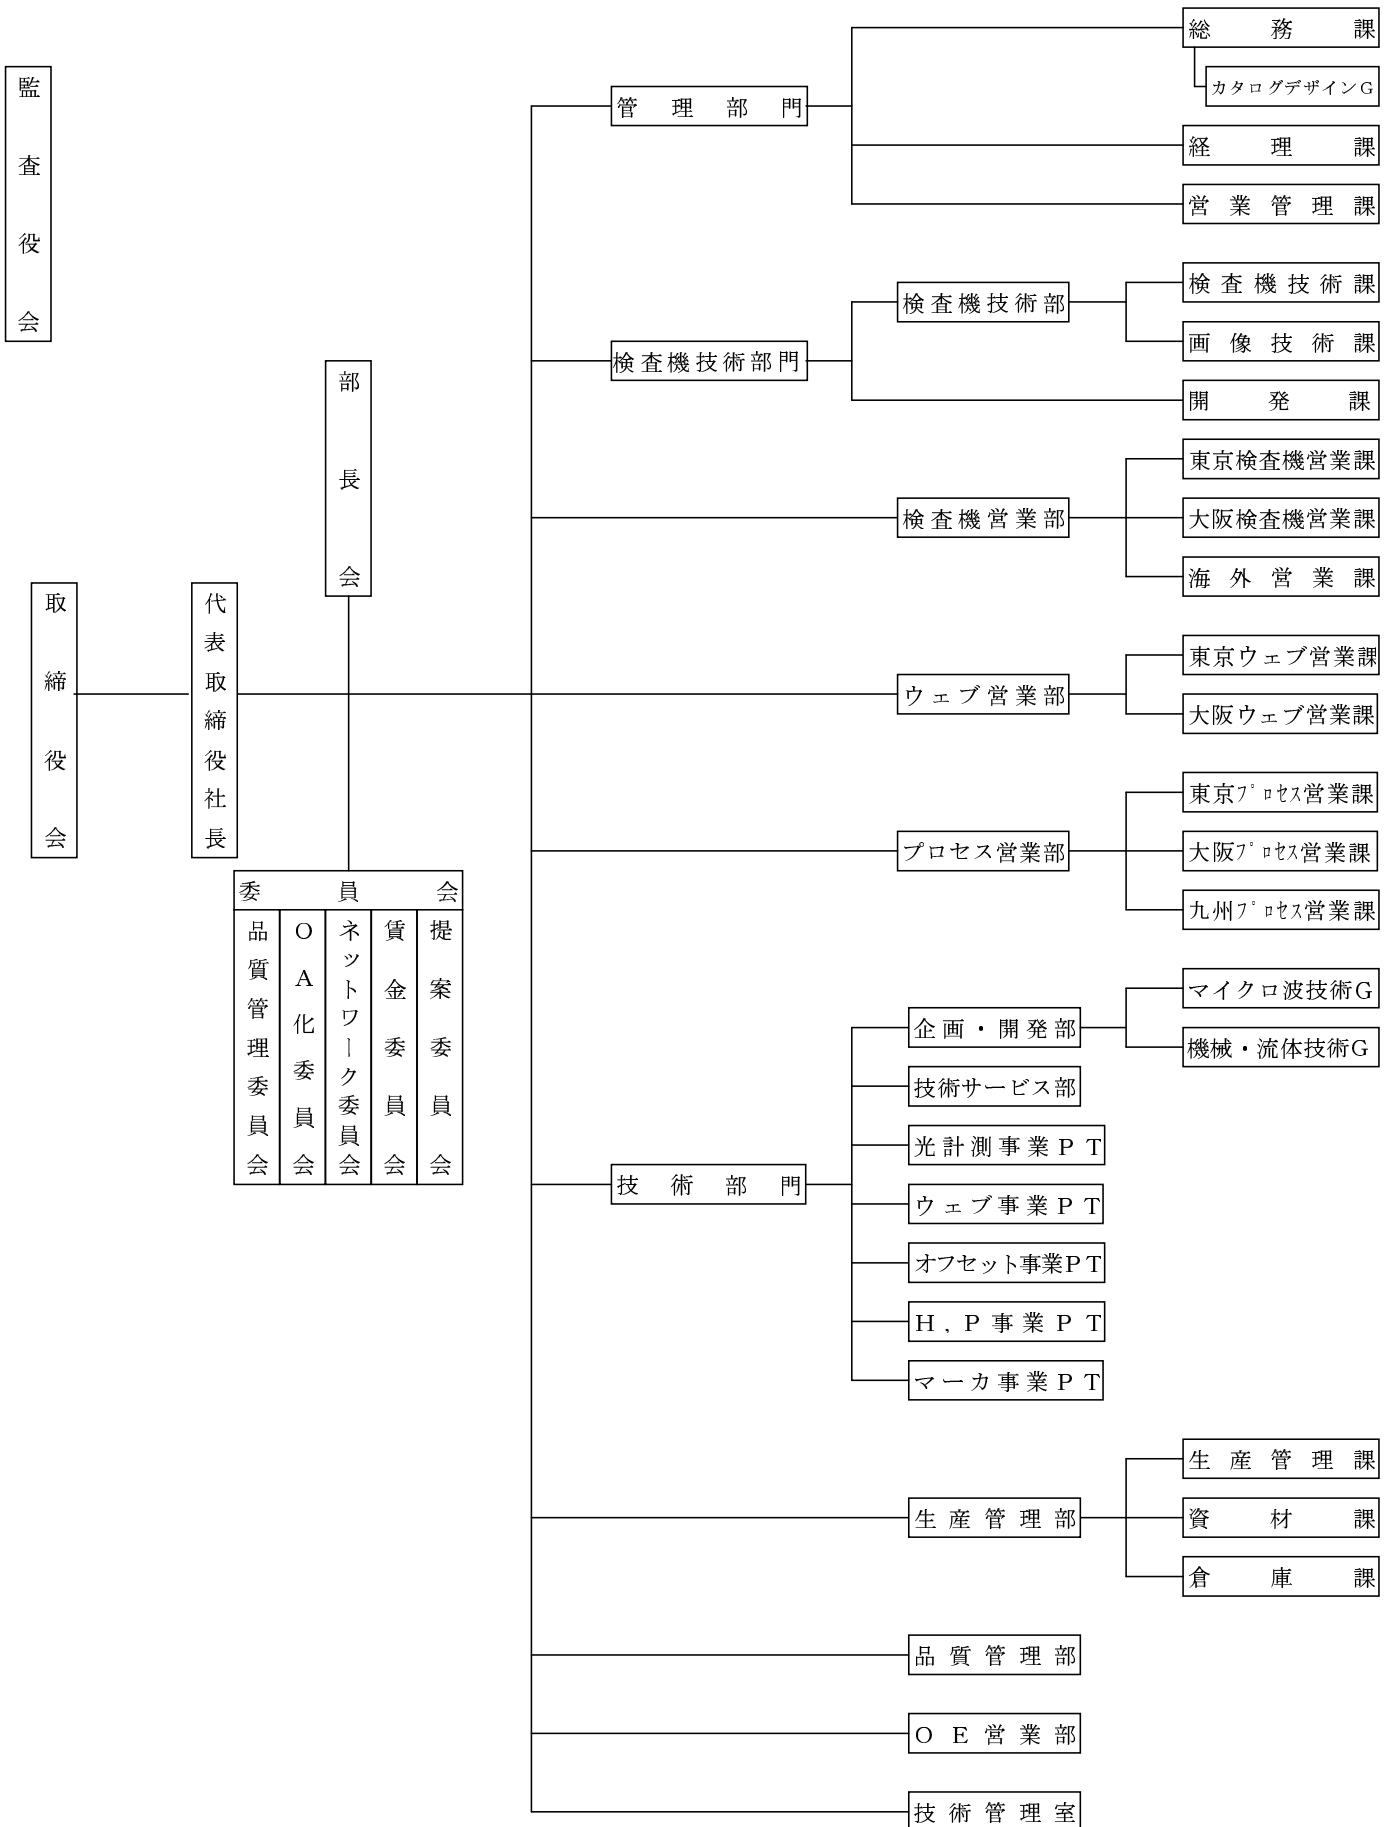 監査役会
取締役会
代表取締役社長
部長会
委員会
品質管理委員会
OA化委員会
ネットワーク委員会
賃金委員会
提案委員会
管理部門
総務課
カタログデザインG
経理課
営業管理課
検査機技術部門
検査機技術部
検査機技術課
画像技術課
開発課
検査機営業部
東京検査機営業課
大阪検査機営業課
海外営業課
ウェブ営業部
東京ウェブ営業課
大阪ウェブ営業課
プロセス営業部
東京プロセス営業課
大阪プロセス営業課
九州プロセス営業課
技術部門
企画・開発部
マイクロ波技術G
機械・流体技術G
技術サービス部
光計測事業PT
ウェブ事業PT
オフセット事業PT
H,P事業PT
マーカ事業PT
生産管理部
生産管理課
資材課
倉庫課
品質管理部
OE営業部
技術管理室